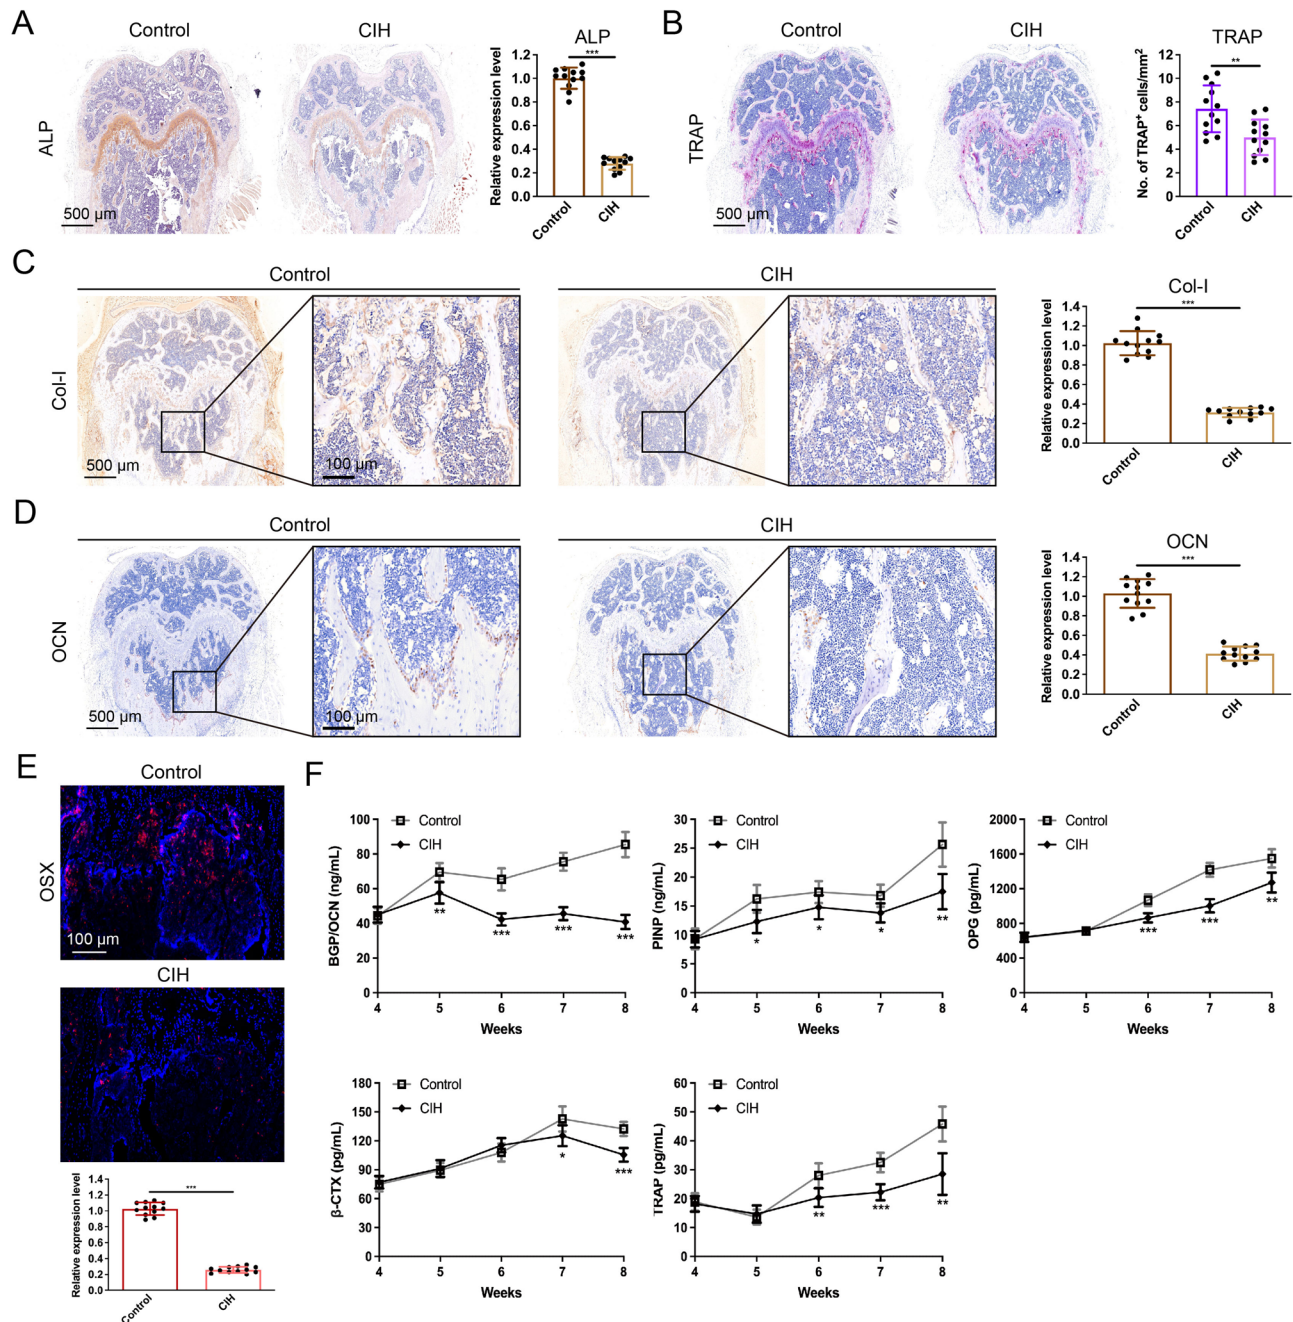 A
Control
CIH
ALP
ALP
500 µm
Relative expression level
1.2
1.0
0.8
0.6
0.4
0.2
0.0
***
Control
CIH
B
Control
CIH
TRAP
TRAP
500 µm
No. of TRAP+ cells/mm2
12
10
8
6
4
2
0
**
Control
CIH
C
Control
CIH
Col-I
500 µm
100 µm
Col-I
Relative expression level
1.4
1.2
1.0
0.8
0.6
0.4
0.2
0.0
***
Control
CIH
D
Control
CIH
OCN
500 µm
100 µm
OCN
Relative expression level
1.4
1.2
1.0
0.8
0.6
0.4
0.2
0.0
***
Control
CIH
E
Control
OSX
100 µm
CIH
Relative expression level
1.4
1.2
1.0
0.8
0.6
0.4
0.2
0.0
***
Control
CIH
F
BGP/OCN (ng/mL)
100
80
60
40
20
0
Control
CIH
**
***
***
***
4 5 6 7 8
Weeks
PINP (ng/mL)
30
25
20
15
10
5
0
Control
CIH
*
*
*
**
4 5 6 7 8
Weeks
OPG (pg/mL)
2000
1600
1200
800
400
0
Control
CIH
***
***
**
4 5 6 7 8
Weeks
β-CTX (pg/mL)
180
150
120
90
60
30
0
Control
CIH
*
***
4 5 6 7 8
Weeks
TRAP (pg/mL)
60
50
40
30
20
10
0
Control
CIH
**
***
**
4 5 6 7 8
Weeks